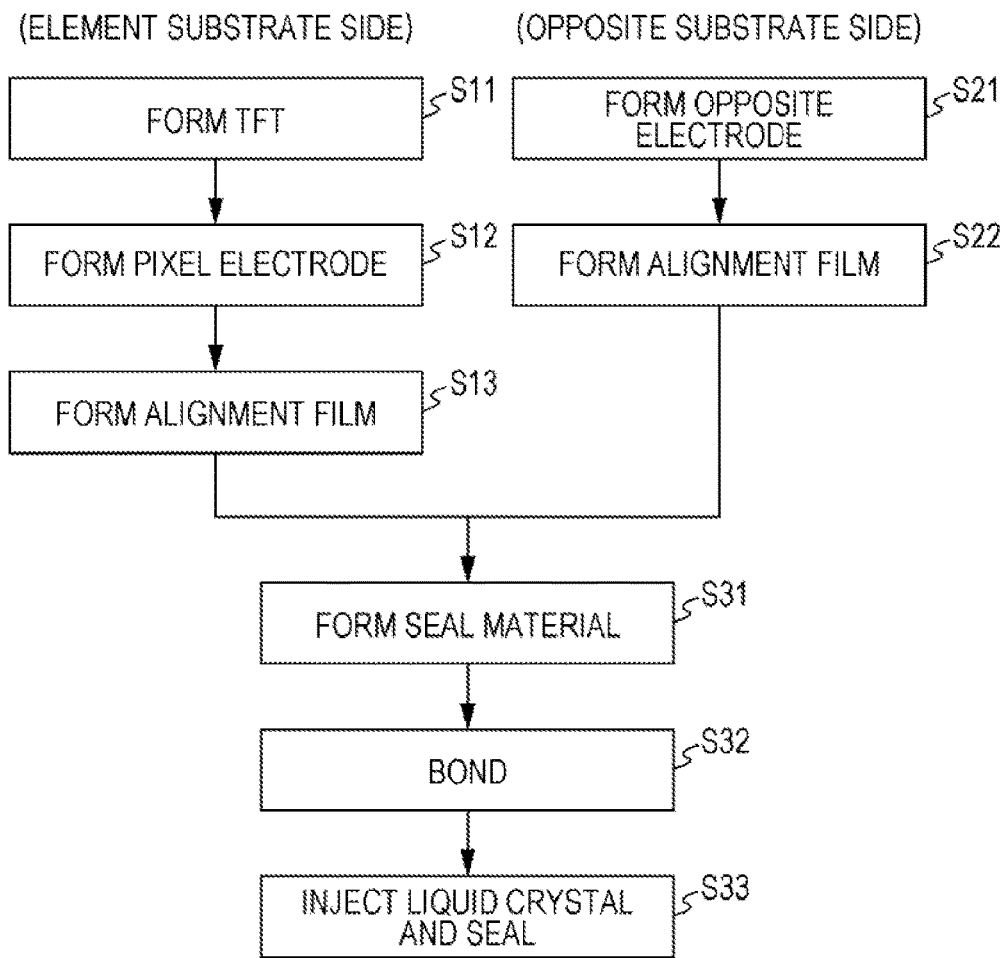 (ELEMENT SUBSTRATE SIDE)
(OPPOSITE SUBSTRATE SIDE)
S11
FORM TFT
S21
FORM OPPOSITE
ELECTRODE
S12
FORM PIXEL ELECTRODE
S22
FORM ALIGNMENT FILM
S13
FORM ALIGNMENT FILM
S31
FORM SEAL MATERIAL
S32
BOND
S33
INJECT LIQUID CRYSTAL
AND SEAL